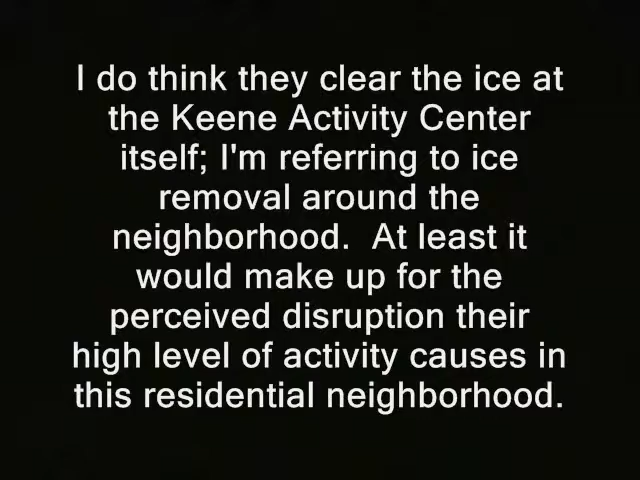 I do think they clear the ice at
the Keene Activity Center
itself; I'm referring to ice
removal around the
neighborhood.  At least it
would make up for the
perceived disruption their
high level of activity causes in
this residential neighborhood.